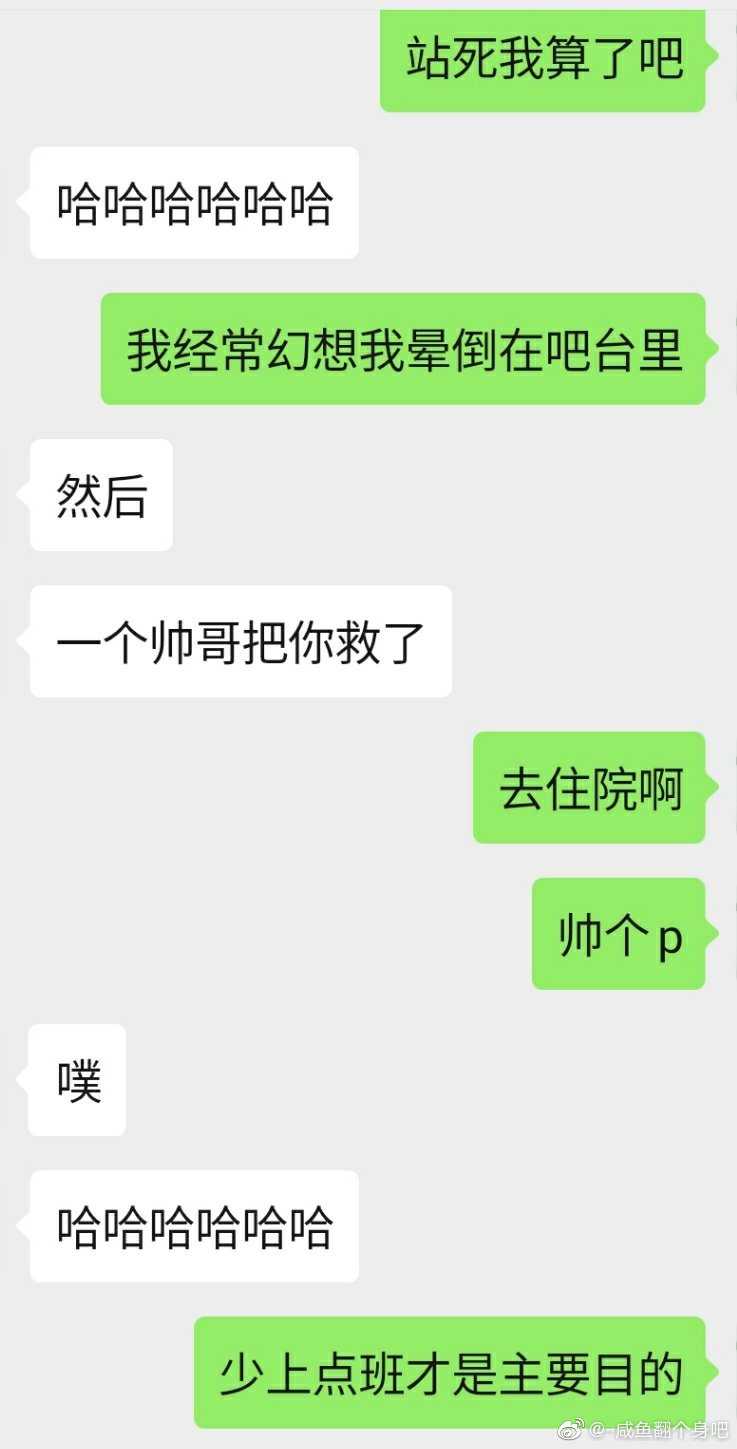 站死我算了吧
哈哈哈哈哈哈
我经常幻想我晕倒在吧台里
然后
一个帅哥把你救了
去住院啊
帅个p
噗
哈哈哈哈哈哈
少上点班才是主要目的
@-咸鱼翻个身吧